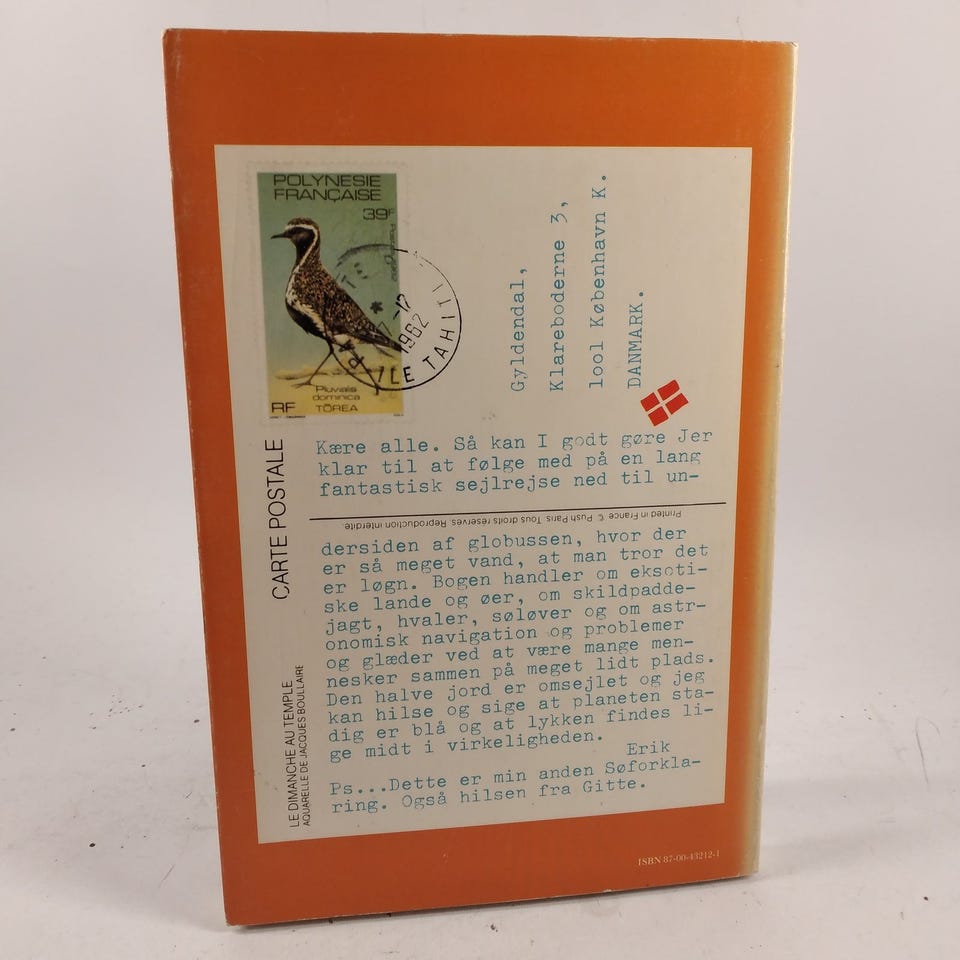 POLYNESIE
FRANÇAISE
39F
Pluvialis
dominica
TOREA
RF
7-12
1982
ILE TAHITI
Gyldendal,
Klareboderne 3,
lool København K.
DANMARK.
CARTE POSTALE
Kære alle. Så kan I godt gøre Jer
klar til at følge med på en lang
fantastisk sejlrejse ned til un-
Printed in France © Push Paris Tous droits réservés. Reproduction interdite.
dersiden af globussen, hvor der
er så meget vand, at man tror det
er løgn. Bogen handler om eksoti-
ske lande og øer, om skildpadde-
jagt, hvaler, søløver og om astr-
onomisk navigation og problemer
og glæder ved at være mange men-
nesker sammen på meget lidt plads.
Den halve jord er omsejlet og jeg
kan hilse og sige at planeten sta-
dig er blå og at lykken findes li-
ge midt i virkeligheden.
Erik
Ps...Dette er min anden Søforkla-
ring. Også hilsen fra Gitte.
LE DIMANCHE AU TEMPLE
AQUARELLE DE JACQUES BOULLAIRE
ISBN 87-00-43212-1